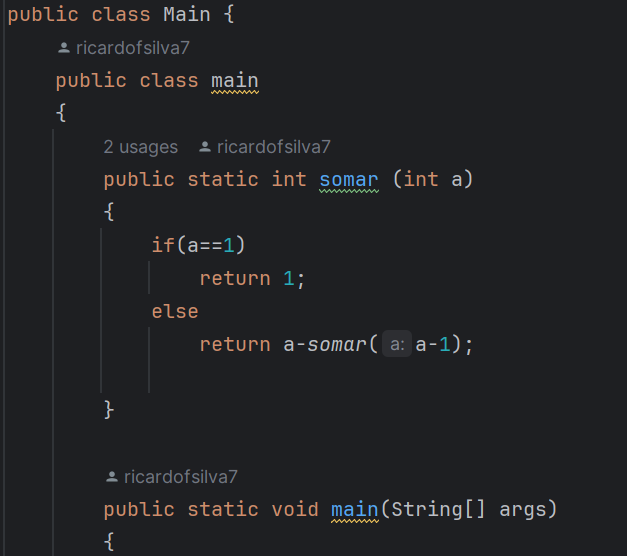 public class Main {
ricardofsilva7
public class main
{
2 usages ricardofsilva7
public static int somar (int a)
{
if(a==1)
return 1;
else
return a-somar( a: a-1);
}
ricardofsilva7
public static void main(String[] args)
{